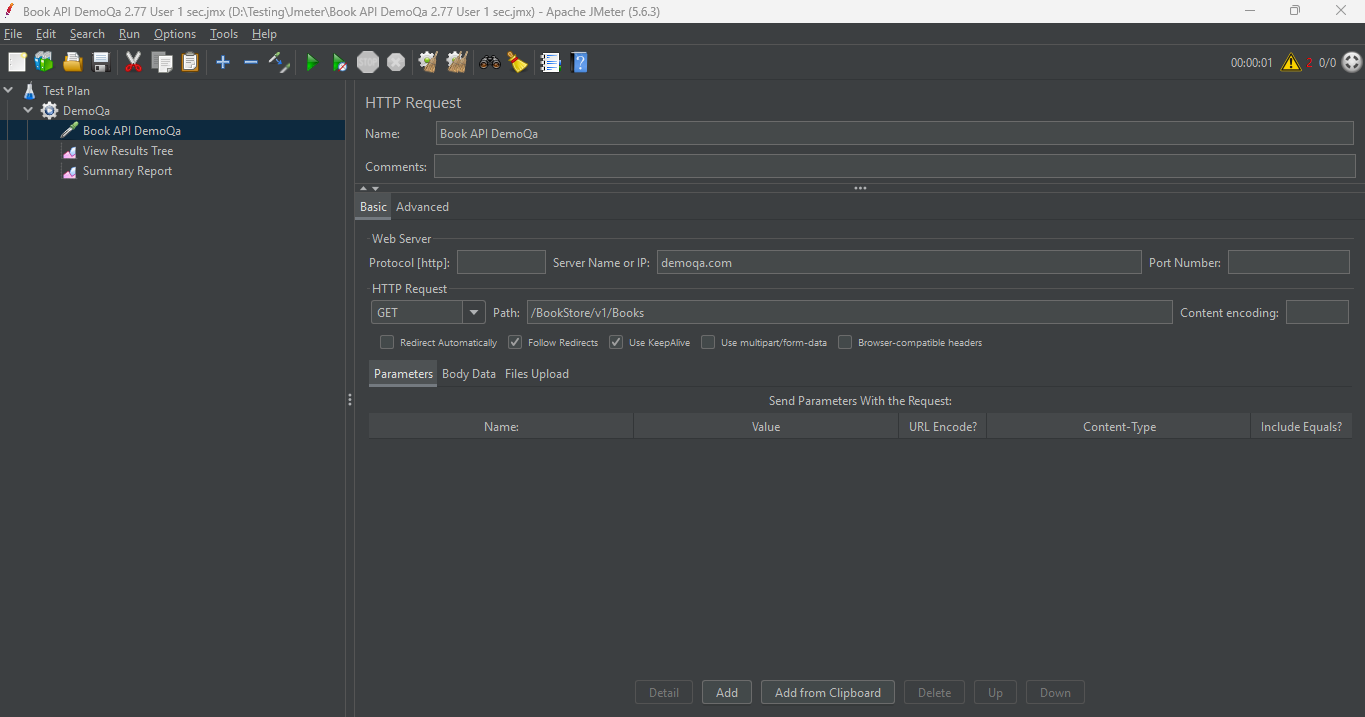 Book API DemoQa 2.77 User 1 sec.jmx (D:\Testing\Jmeter\Book API DemoQa 2.77 User 1 sec.jmx) - Apache JMeter (5.6.3)
File Edit Search Run Options Tools Help
STOP 00:00:01 2 0/0
Test Plan
DemoQa
Book API DemoQa
View Results Tree
Summary Report
HTTP Request
Name: Book API DemoQa
Comments:
Basic Advanced
Web Server
Protocol [http]: Server Name or IP: demoqa.com Port Number:
HTTP Request
GET Path: /BookStore/v1/Books Content encoding:
Redirect Automatically Follow Redirects Use KeepAlive Use multipart/form-data Browser-compatible headers
Parameters Body Data Files Upload
Send Parameters With the Request:
Name: Value URL Encode? Content-Type Include Equals?
Detail Add Add from Clipboard Delete Up Down